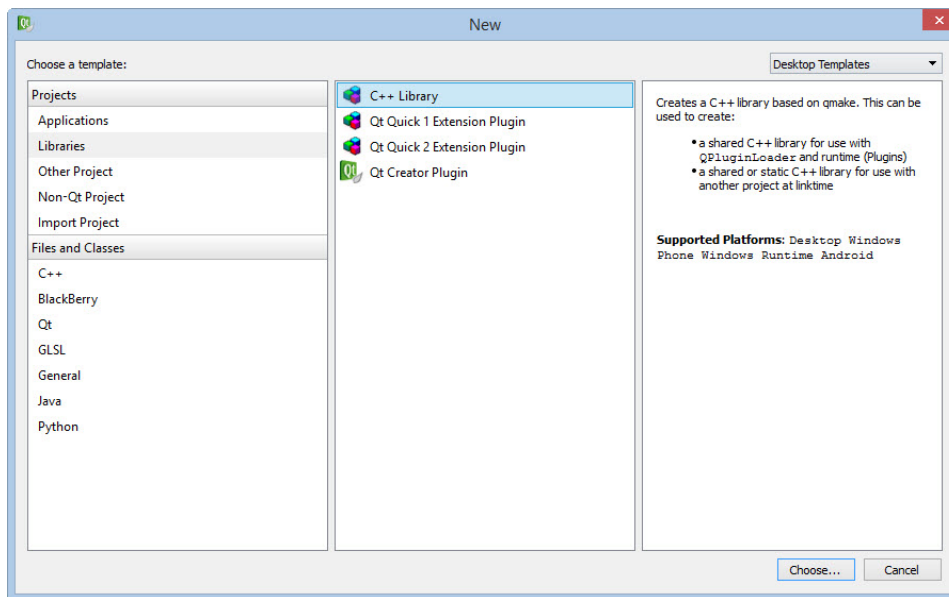 New
Choose a template:
Desktop Templates
Projects
Applications
Libraries
Other Project
Non-Qt Project
Import Project
Files and Classes
C++
BlackBerry
Qt
GLSL
General
Java
Python
C++ Library
Qt Quick 1 Extension Plugin
Qt Quick 2 Extension Plugin
Qt Creator Plugin
Creates a C++ library based on qmake. This can be
used to create:
• a shared C++ library for use with
QPluginLoader and runtime (Plugins)
• a shared or static C++ library for use with
another project at linktime
Supported Platforms: Desktop Windows
Phone Windows Runtime Android
Choose...
Cancel